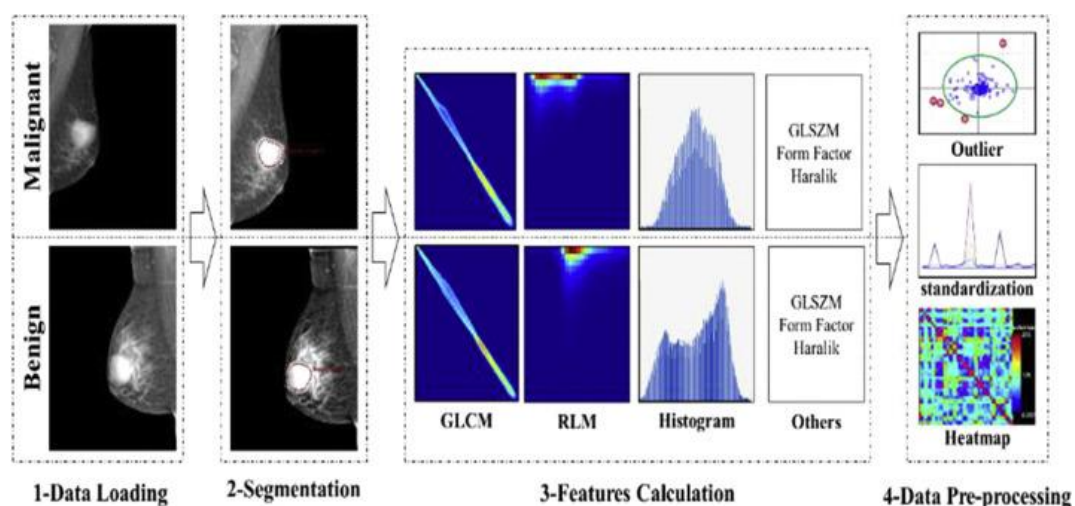 Malignant
Benign
GLSZM
Form Factor
Haralik
GLSZM
Form Factor
Haralik
GLCM
RLM
Histogram
Others
Outlier
standardization
Heatmap
1-Data Loading
2-Segmentation
3-Features Calculation
4-Data Pre-processing